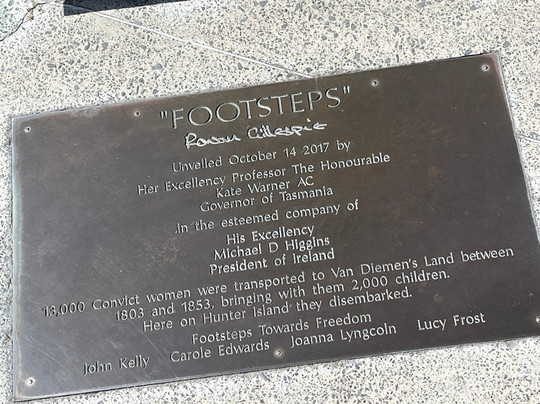 "FOOTSTEPS"
Rowan Gillespie
Unveiled October 14 2017 by
Her Excellency Professor The Honourable
Kate Warner AC
Governor of Tasmania
In the esteemed company of
His Excellency
Michael D Higgins
President of Ireland
13,000 Convict women were transported to Van Diemen's Land between
1803 and 1853, bringing with them 2,000 children.
Here on Hunter Island they disembarked.
Footsteps Towards Freedom
John Kelly Carole Edwards Joanna Lyngcoln Lucy Frost